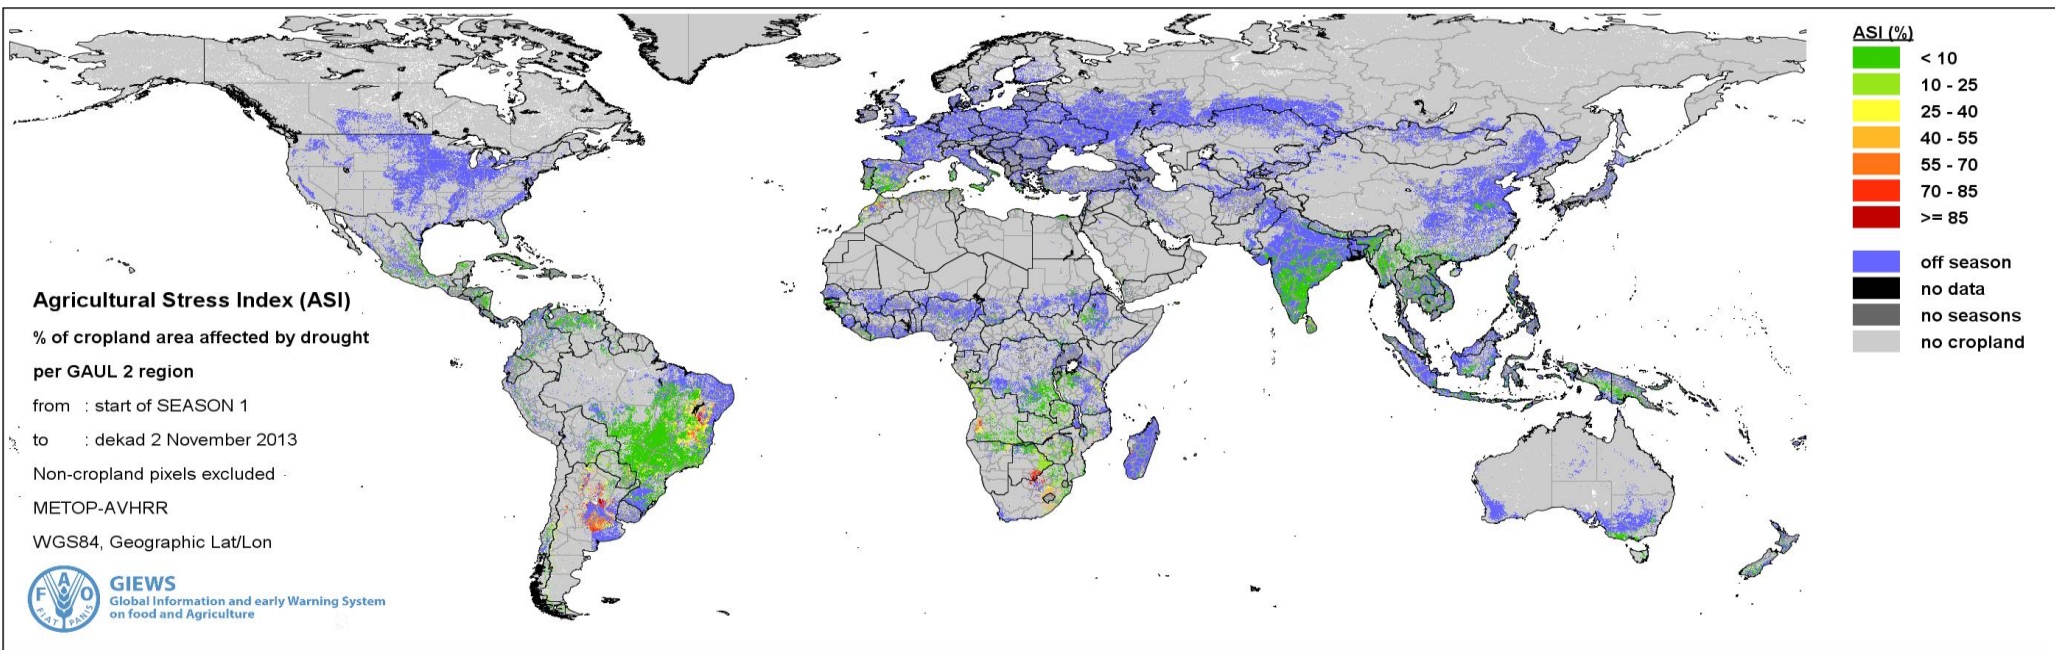 Agricultural Stress Index (ASI)
% of cropland area affected by drought
per GAUL 2 region
from : start of SEASON 1
to : dekad 2 November 2013
Non-cropland pixels excluded
METOP-AVHRR
WGS84, Geographic Lat/Lon
FAO
FIAT PANIS
GIEWS
Global Information and early Warning System
on food and Agriculture
ASI (%)
< 10
10 - 25
25 - 40
40 - 55
55 - 70
70 - 85
>= 85
off season
no data
no seasons
no cropland